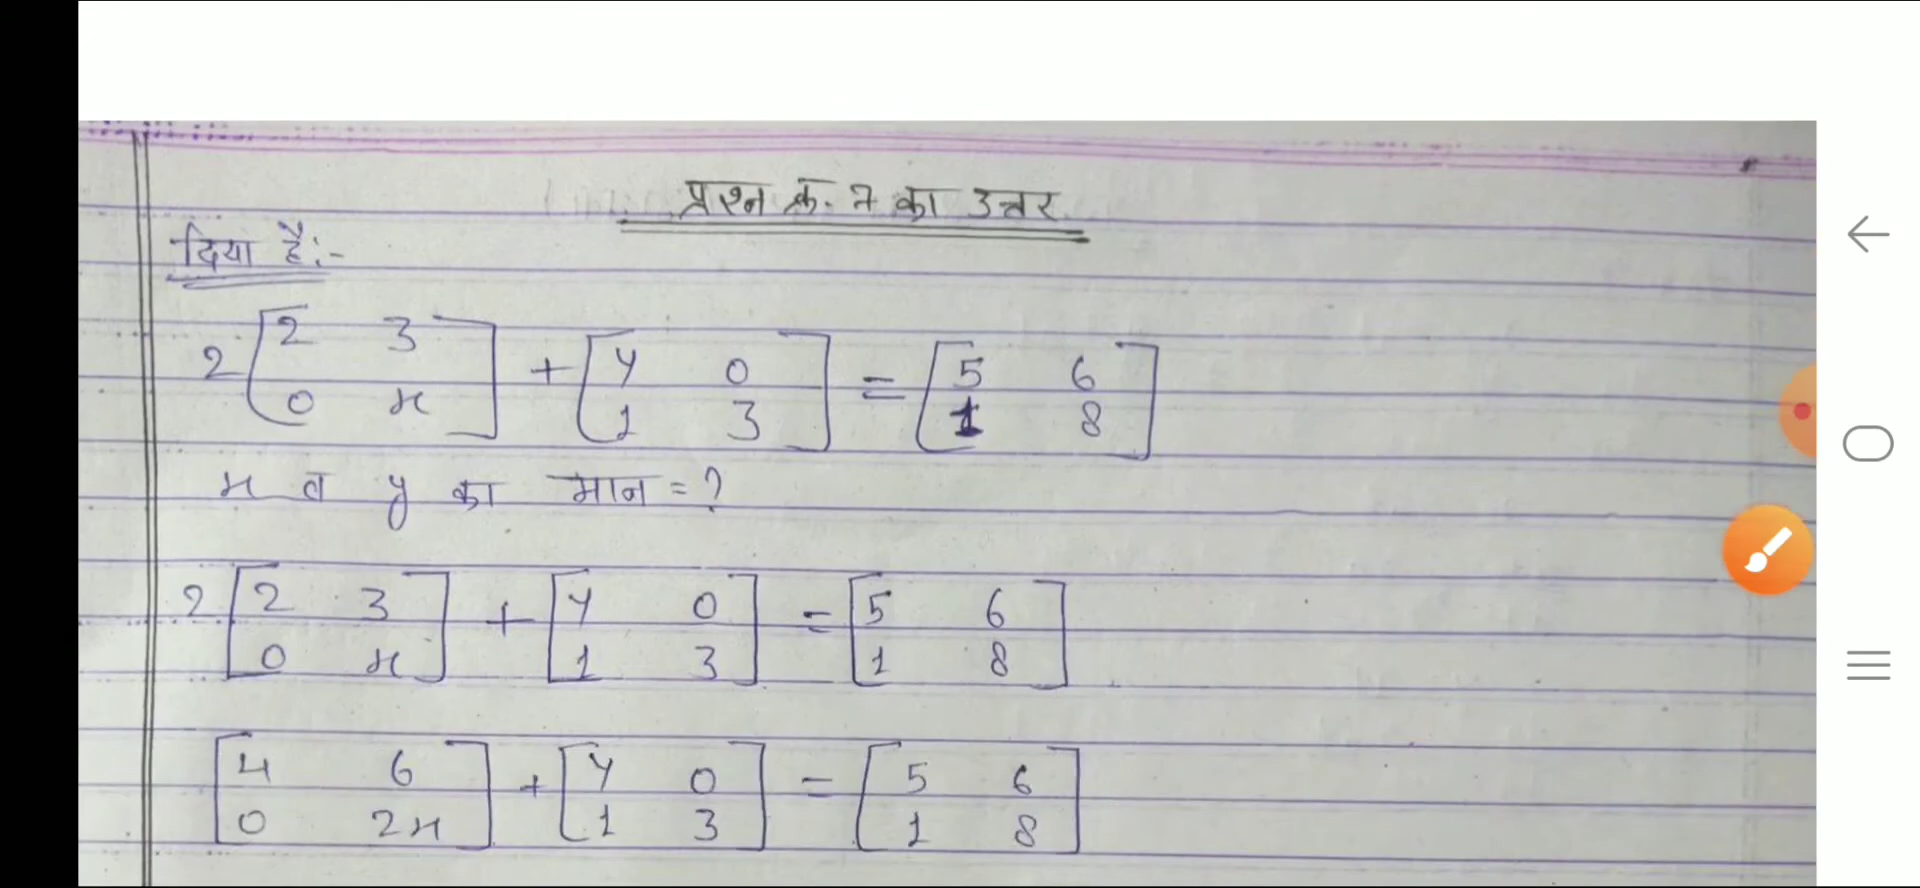 प्रश्न क्र. 7 का उत्तर
दिया है:-
2 [2 3 + [y 0 = [5 6
0 x] 1 3] 1 8]
x व y का मान = ?
2 [2 3 + [y 0 = [5 6
0 x] 1 3] 1 8]
[4 6 + [y 0 = [5 6
0 2x] 1 3] 1 8]